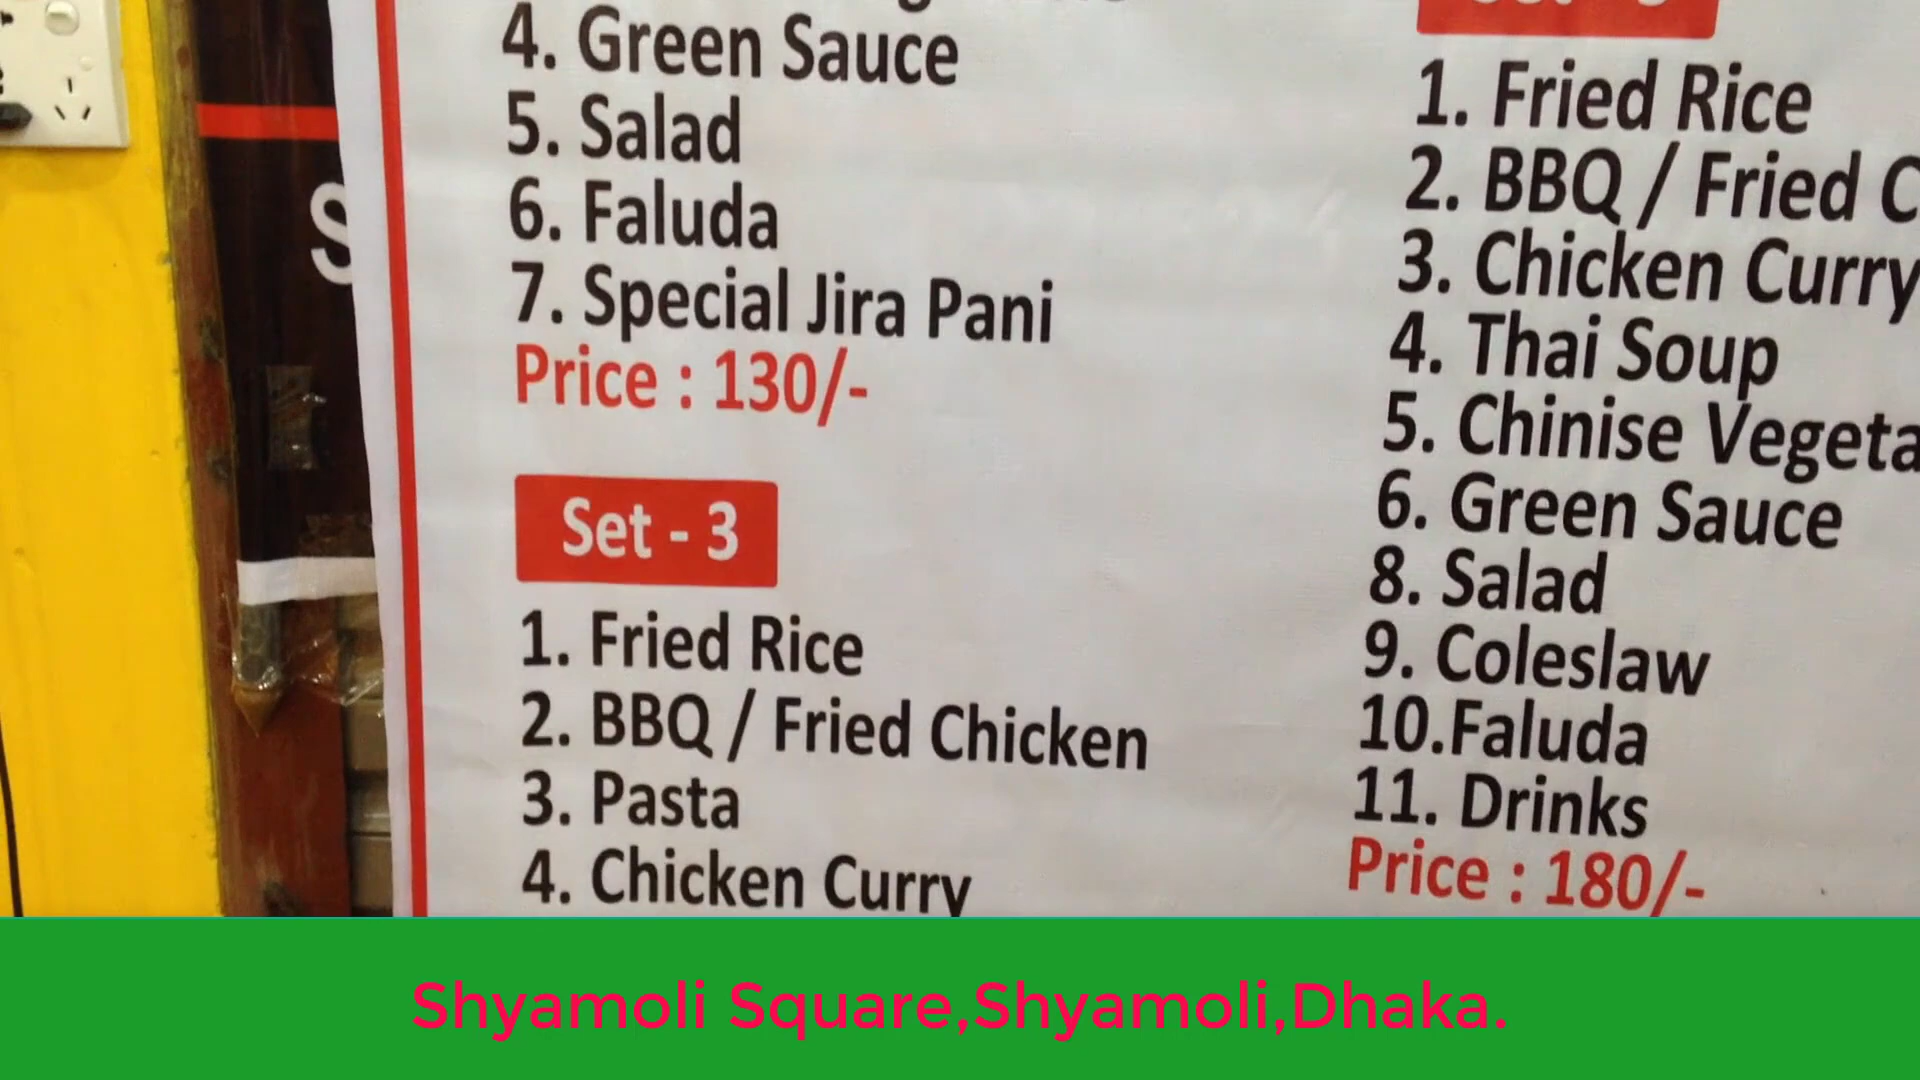 4. Green Sauce
5. Salad
6. Faluda
7. Special Jira Pani
Price : 130/-
Set - 3
1. Fried Rice
2. BBQ / Fried Chicken
3. Pasta
4. Chicken Curry
1. Fried Rice
2. BBQ / Fried
3. Chicken Curry
4. Thai Soup
5. Chinise
6. Green Sauce
8. Salad
9. Coleslaw
10.Faluda
11. Drinks
Price : 180/-
S
Shyamoli Square,Shyamoli,Dhaka.